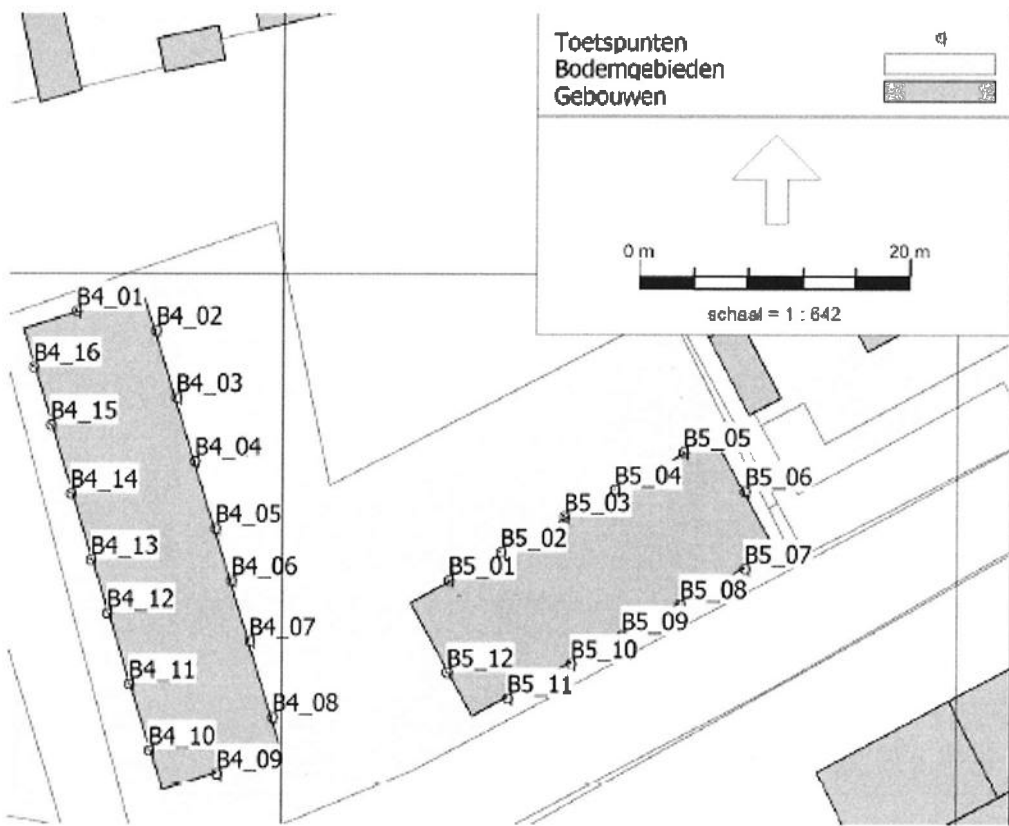 Toetspunten
Bodemgebieden
Gebouwen
0 m 20 m
schaal = 1 : 642
B4_01
B4_02
B4_16
B4_03
B4_15
B4_04
B4_14
B4_05
B4_13
B4_06
B4_12
B4_07
B4_11
B4_08
B4_10
B4_09
B5_05
B5_04
B5_06
B5_03
B5_02
B5_01
B5_07
B5_08
B5_09
B5_10
B5_12
B5_11